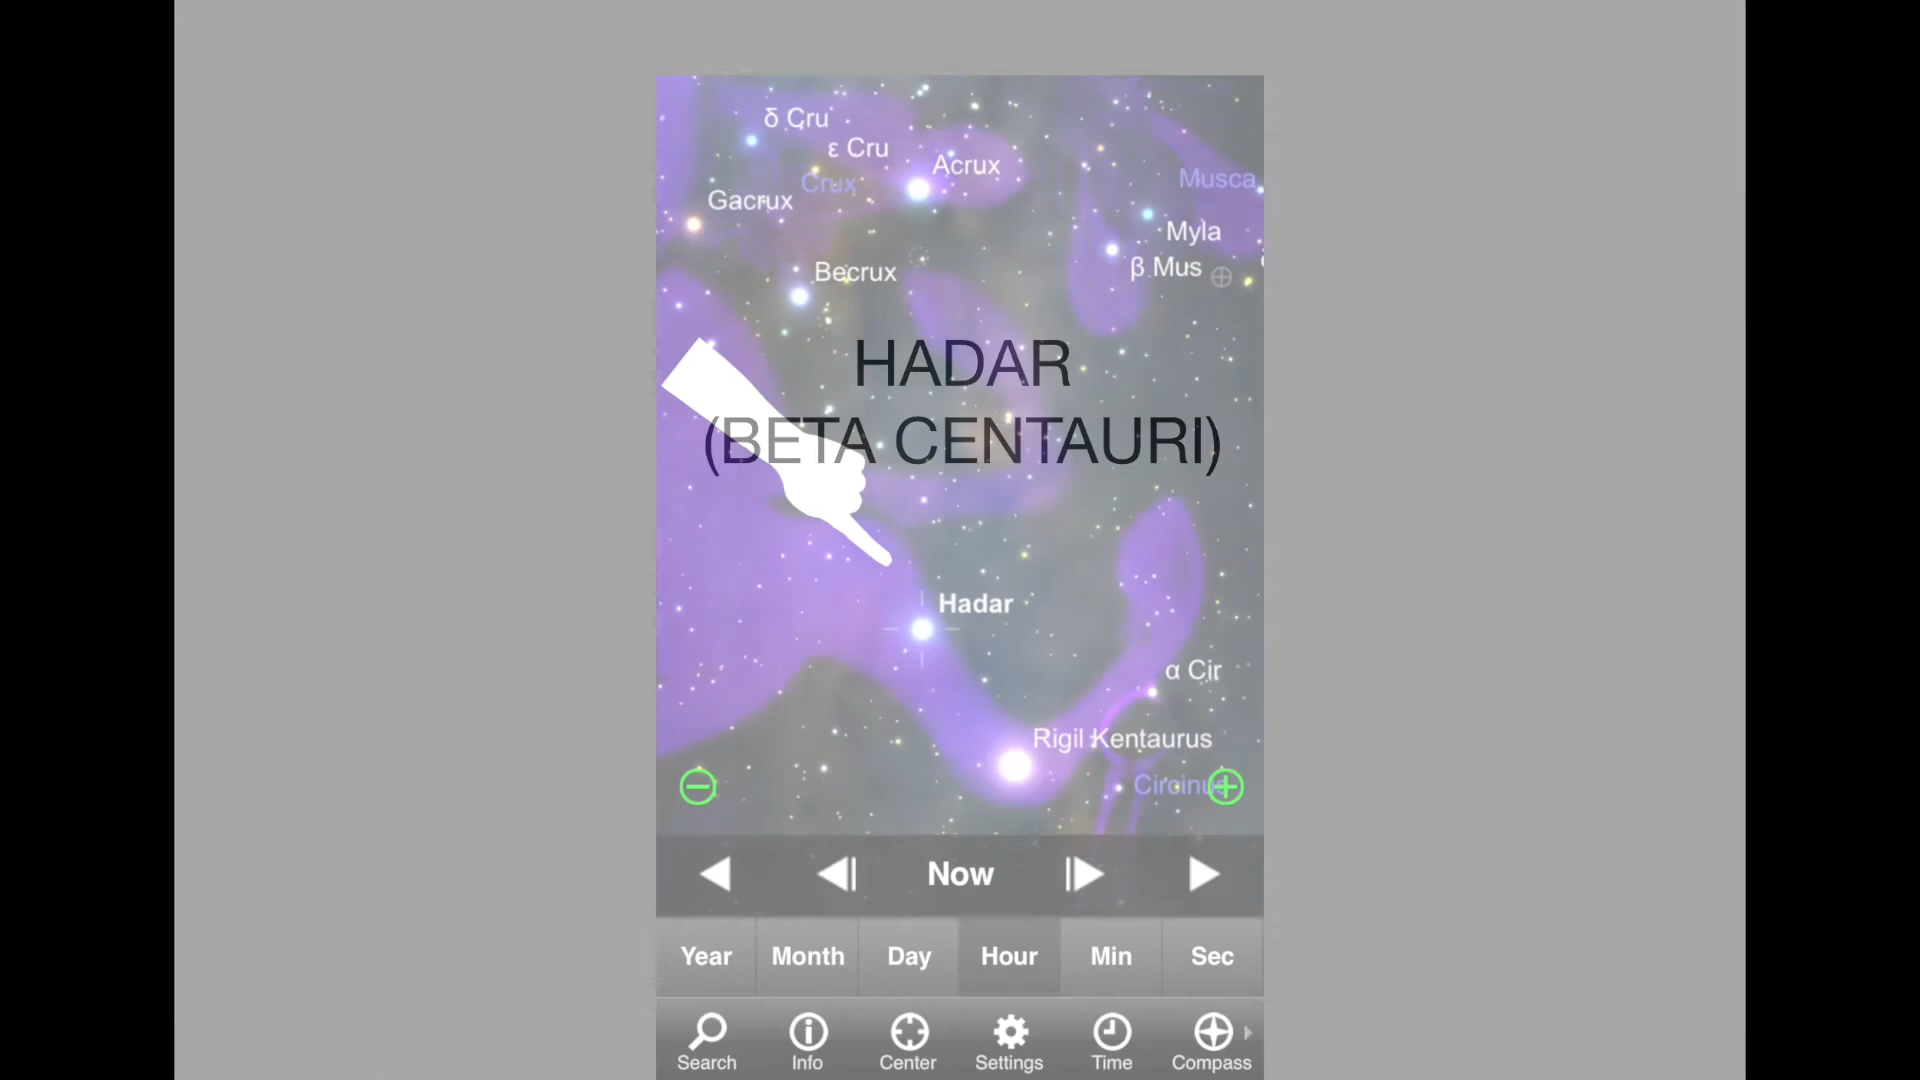 δ Cru
ε Cru
Acrux
Crux
Musca
Gacrux
Myla
β Mus
Becrux
HADAR
(BETA CENTAURI)
Hadar
α Cir
Rigil Kentaurus
Circinus
Now
Year Month Day Hour Min Sec
Search Info Center Settings Time Compass